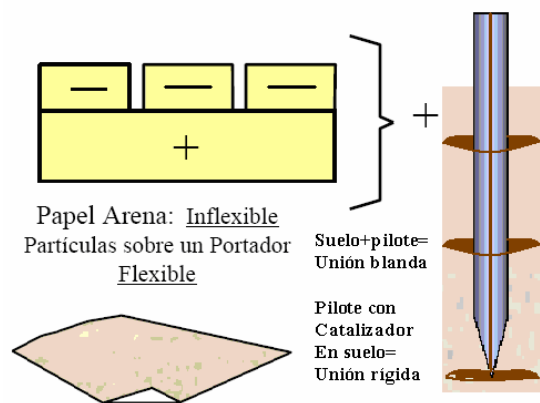 — — —
+
+
Papel Arena: Inflexible
Partículas sobre un Portador
Flexible
Suelo+pilote=
Unión blanda
Pilote con
Catalizador
En suelo=
Unión rígida